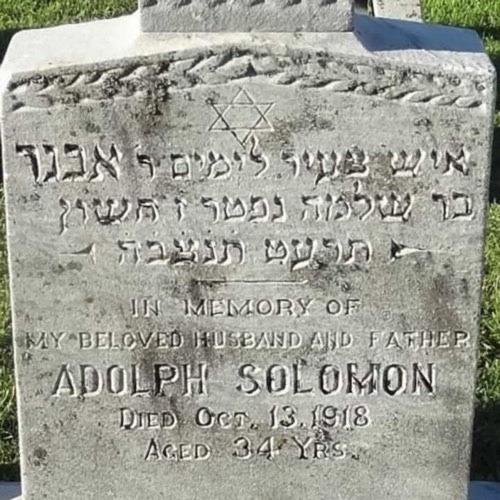 איש צעיר לימים ר אבנר
בר שלמה נפטר ז חשון
תרעט תנצבה
IN MEMORY OF
MY BELOVED HUSBAND AND FATHER
ADOLPH SOLOMON
DIED OCT. 13. 1918
AGED 34 YRS.